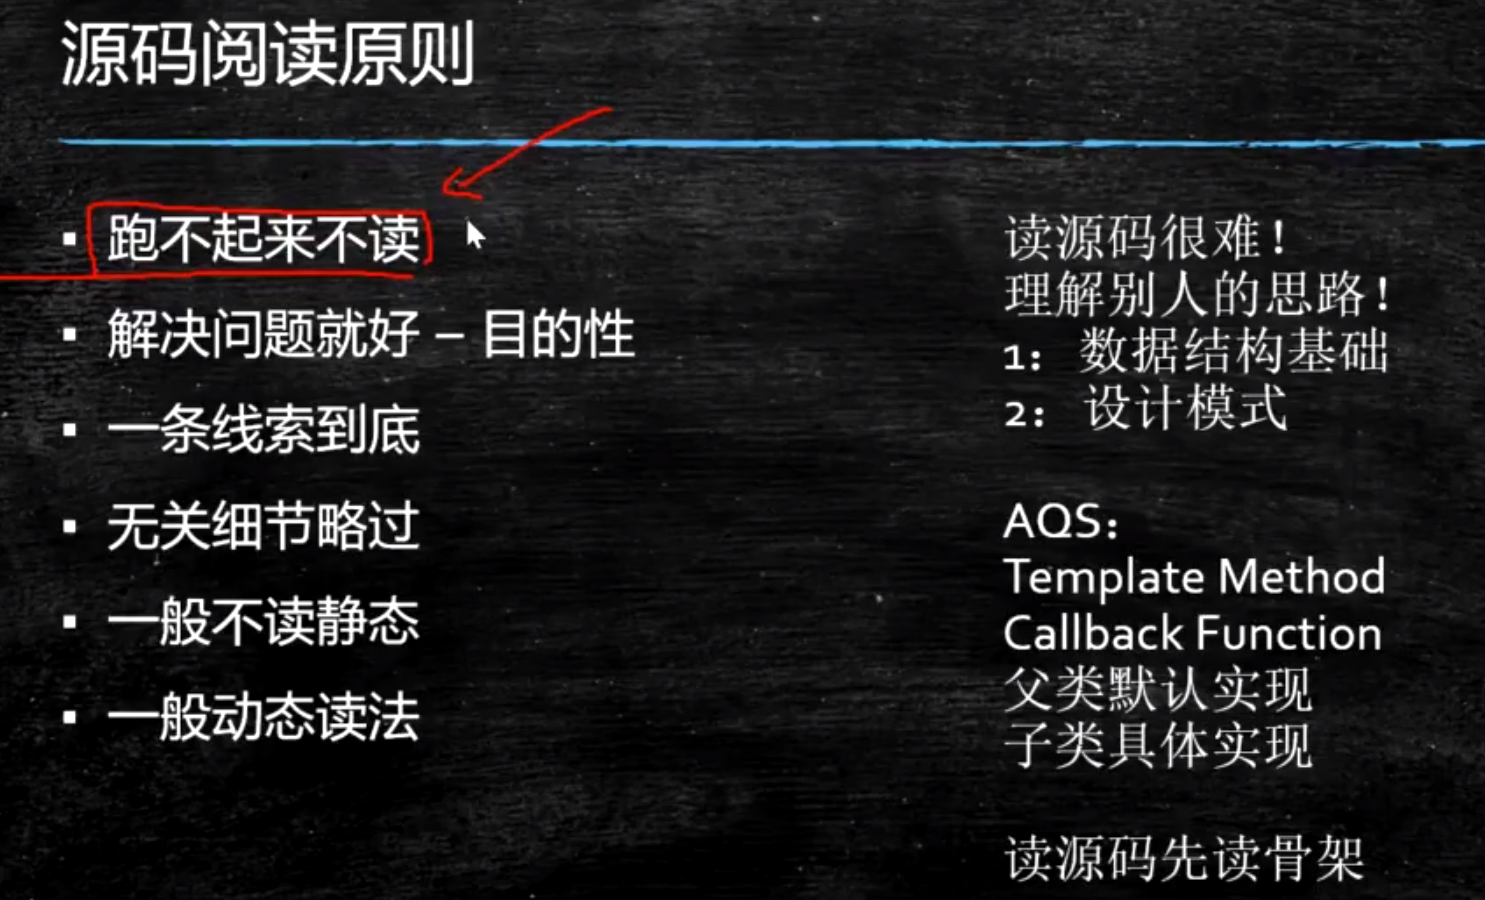 源码阅读原则
▪ 跑不起来不读
▪ 解决问题就好 – 目的性
▪ 一条线索到底
▪ 无关细节略过
▪ 一般不读静态
▪ 一般动态读法
读源码很难！
理解别人的思路！
1： 数据结构基础
2： 设计模式
AQS：
Template Method
Callback Function
父类默认实现
子类具体实现
读源码先读骨架